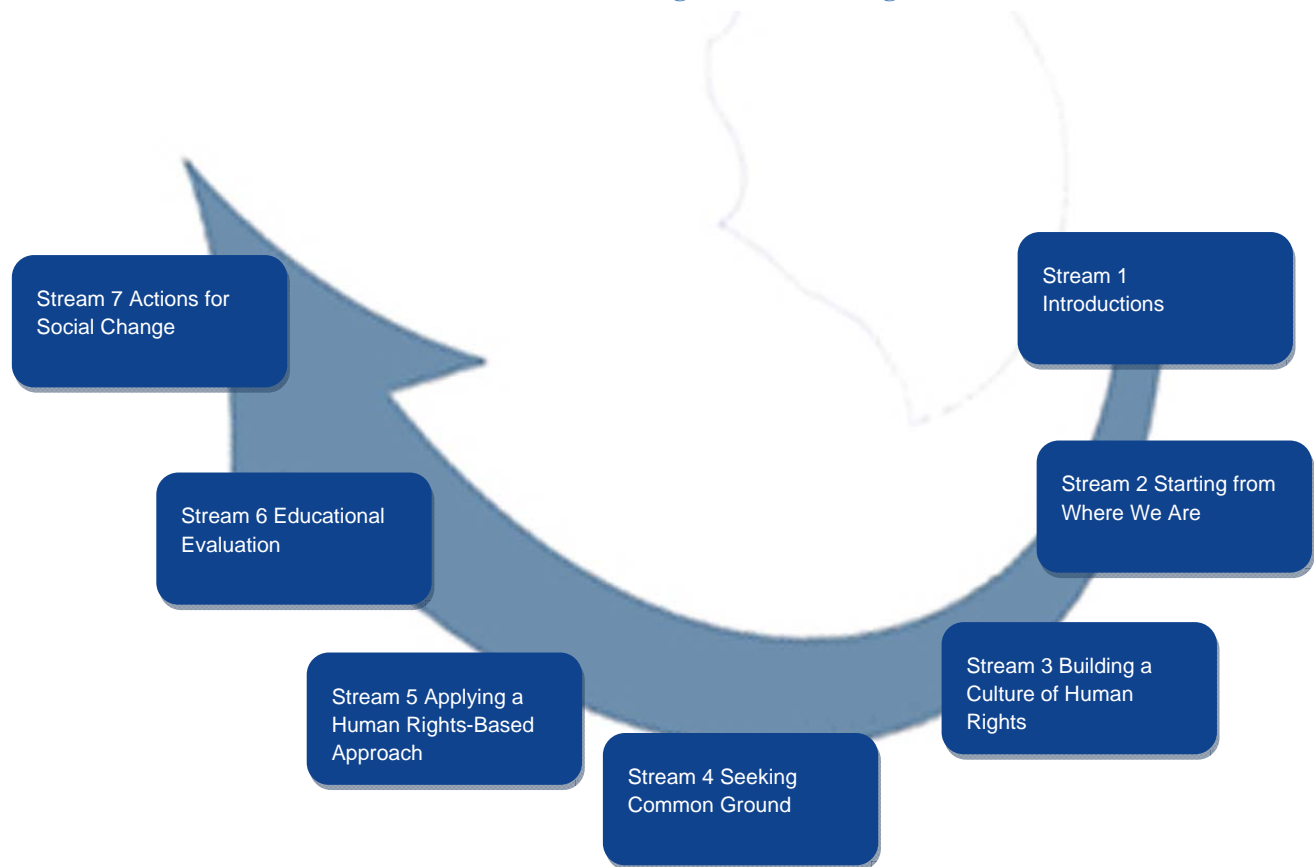 Stream 1
Introductions
Stream 2 Starting from
Where We Are
Stream 3 Building a
Culture of Human
Rights
Stream 4 Seeking
Common Ground
Stream 5 Applying a
Human Rights-Based
Approach
Stream 6 Educational
Evaluation
Stream 7 Actions for
Social Change